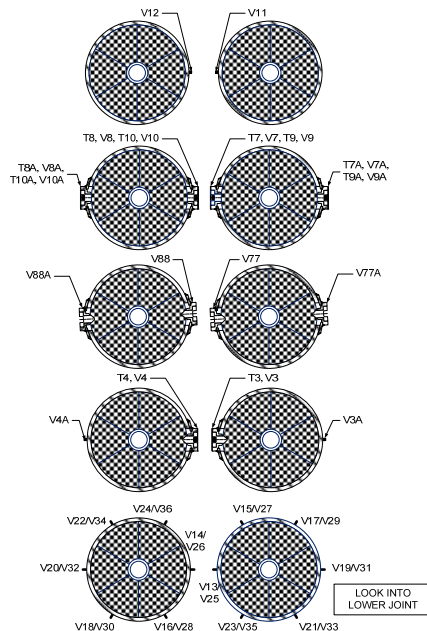 V12
V11
T8, V8, T10, V10
T7, V7, T9, V9
T8A, V8A,
T10A, V10A
T7A, V7A,
T9A, V9A
V88A
V88
V77
V77A
T4, V4
T3, V3
V4A
V3A
V24/V36
V15/V27
V22/V34
V17/V29
V14/
V26
V20/V32
V19/V31
V13/
V25
LOOK INTO
LOWER JOINT
V18/V30
V16/V28
V23/V35
V21/V33